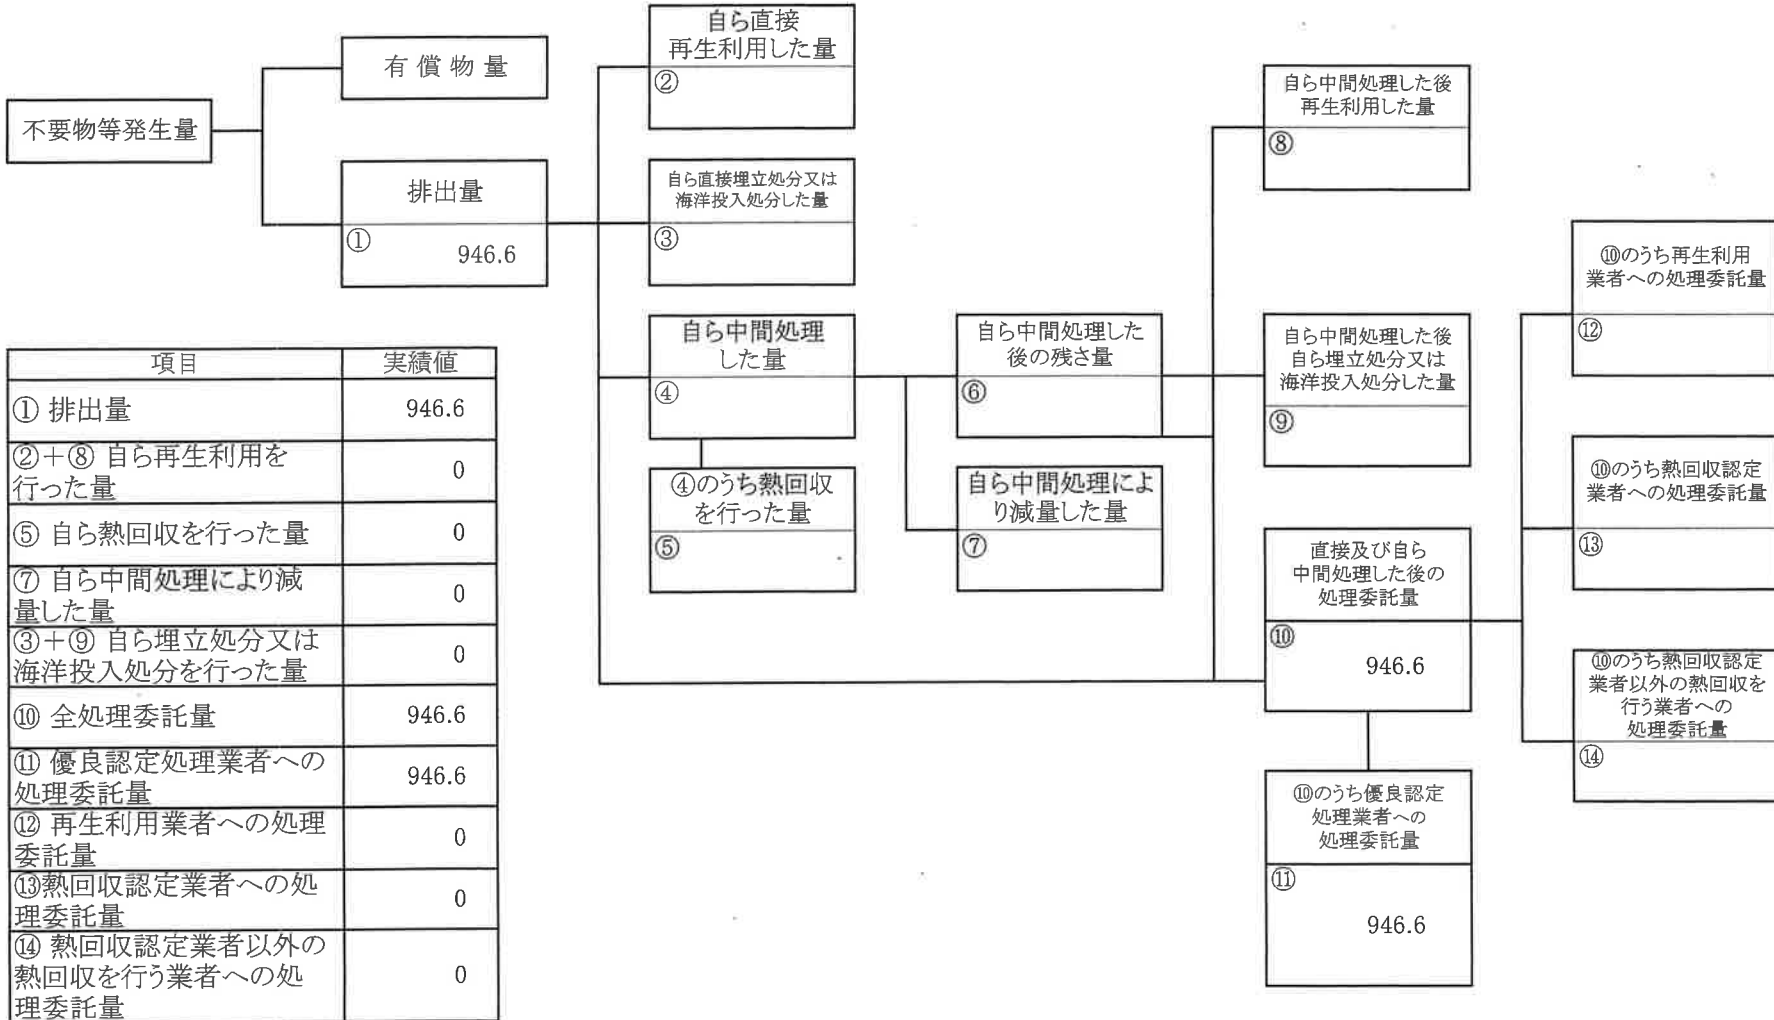 不要物等発生量
有償物量
排出量
①
946.6
自ら直接
再生利用した量
②
自ら直接埋立処分又は
海洋投入処分した量
③
自ら中間処理
した量
④
④のうち熱回収
を行った量
⑤
自ら中間処理した
後の残さ量
⑥
自ら中間処理によ
り減量した量
⑦
自ら中間処理した後
再生利用した量
⑧
自ら中間処理した後
自ら埋立処分又は
海洋投入処分した量
⑨
直接及び自ら
中間処理した後の
処理委託量
⑩
946.6
⑩のうち優良認定
処理業者への
処理委託量
⑪
946.6
⑩のうち再生利用
業者への処理委託量
⑫
⑩のうち熱回収認定
業者への処理委託量
⑬
⑩のうち熱回収認定
業者以外の熱回収を
行う業者への
処理委託量
⑭
項目 実績値
① 排出量 946.6
②+⑧ 自ら再生利用を
行った量 0
⑤ 自ら熱回収を行った量 0
⑦ 自ら中間処理により減
量した量 0
③+⑨ 自ら埋立処分又は
海洋投入処分を行った量 0
⑩ 全処理委託量 946.6
⑪ 優良認定処理業者への
処理委託量 946.6
⑫ 再生利用業者への処理
委託量 0
⑬熱回収認定業者への処
理委託量 0
⑭ 熱回収認定業者以外の
熱回収を行う業者への処
理委託量 0